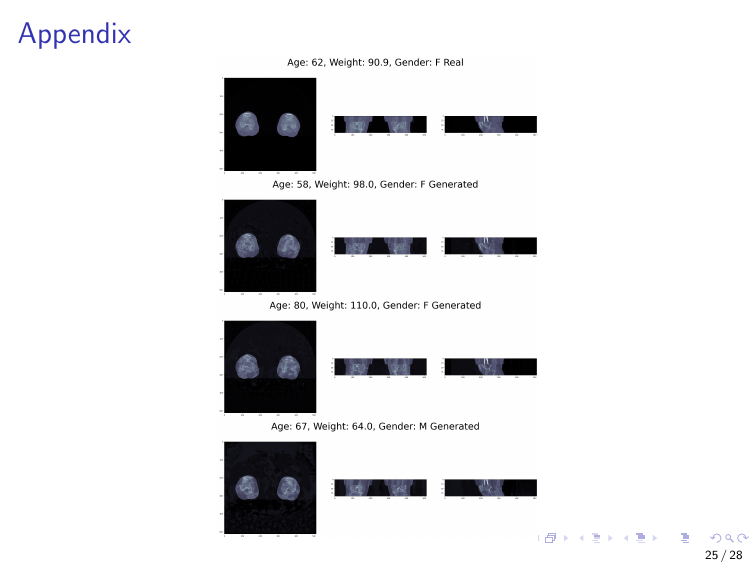 Appendix
Age: 62, Weight: 90.9, Gender: F Real
Age: 58, Weight: 98.0, Gender: F Generated
Age: 80, Weight: 110.0, Gender: F Generated
Age: 67, Weight: 64.0, Gender: M Generated
25 / 28